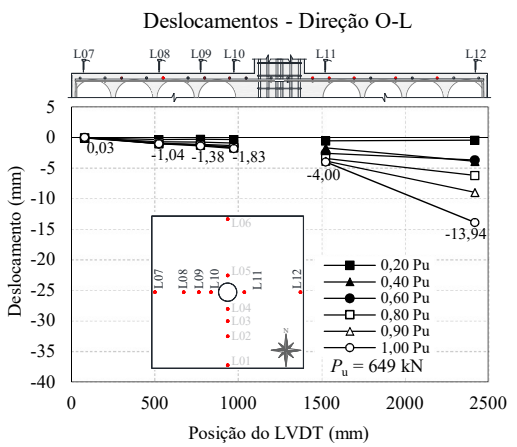 Deslocamentos - Direção O-L
L07 L08 L09 L10 L11 L12
5
0
-5
-10
-15
-20
-25
-30
-35
-40
Deslocamento (mm)
0,03
-1,04
-1,38
-1,83
-4,00
-13,94
L06
L07
L08
L09
L10
L05
L11
L12
L04
L03
L02
L01
N
0,20 Pu
0,40 Pu
0,60 Pu
0,80 Pu
0,90 Pu
1,00 Pu
Pu = 649 kN
0 500 1000 1500 2000 2500
Posição do LVDT (mm)